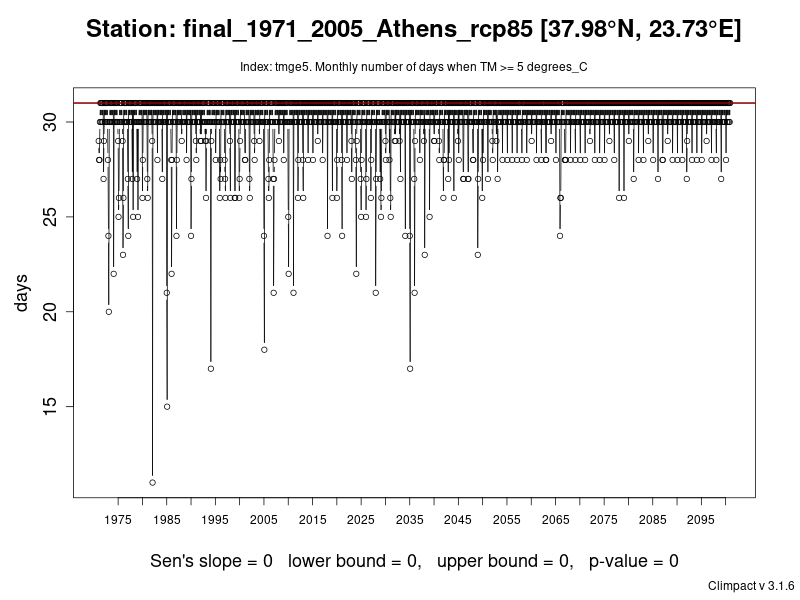 Station: final_1971_2005_Athens_rcp85 [37.98°N, 23.73°E]
Index: tmge5. Monthly number of days when TM >= 5 degrees_C
days
30
25
20
15
1975 1985 1995 2005 2015 2025 2035 2045 2055 2065 2075 2085 2095
Sen's slope = 0 lower bound = 0, upper bound = 0, p-value = 0
Climpact v 3.1.6